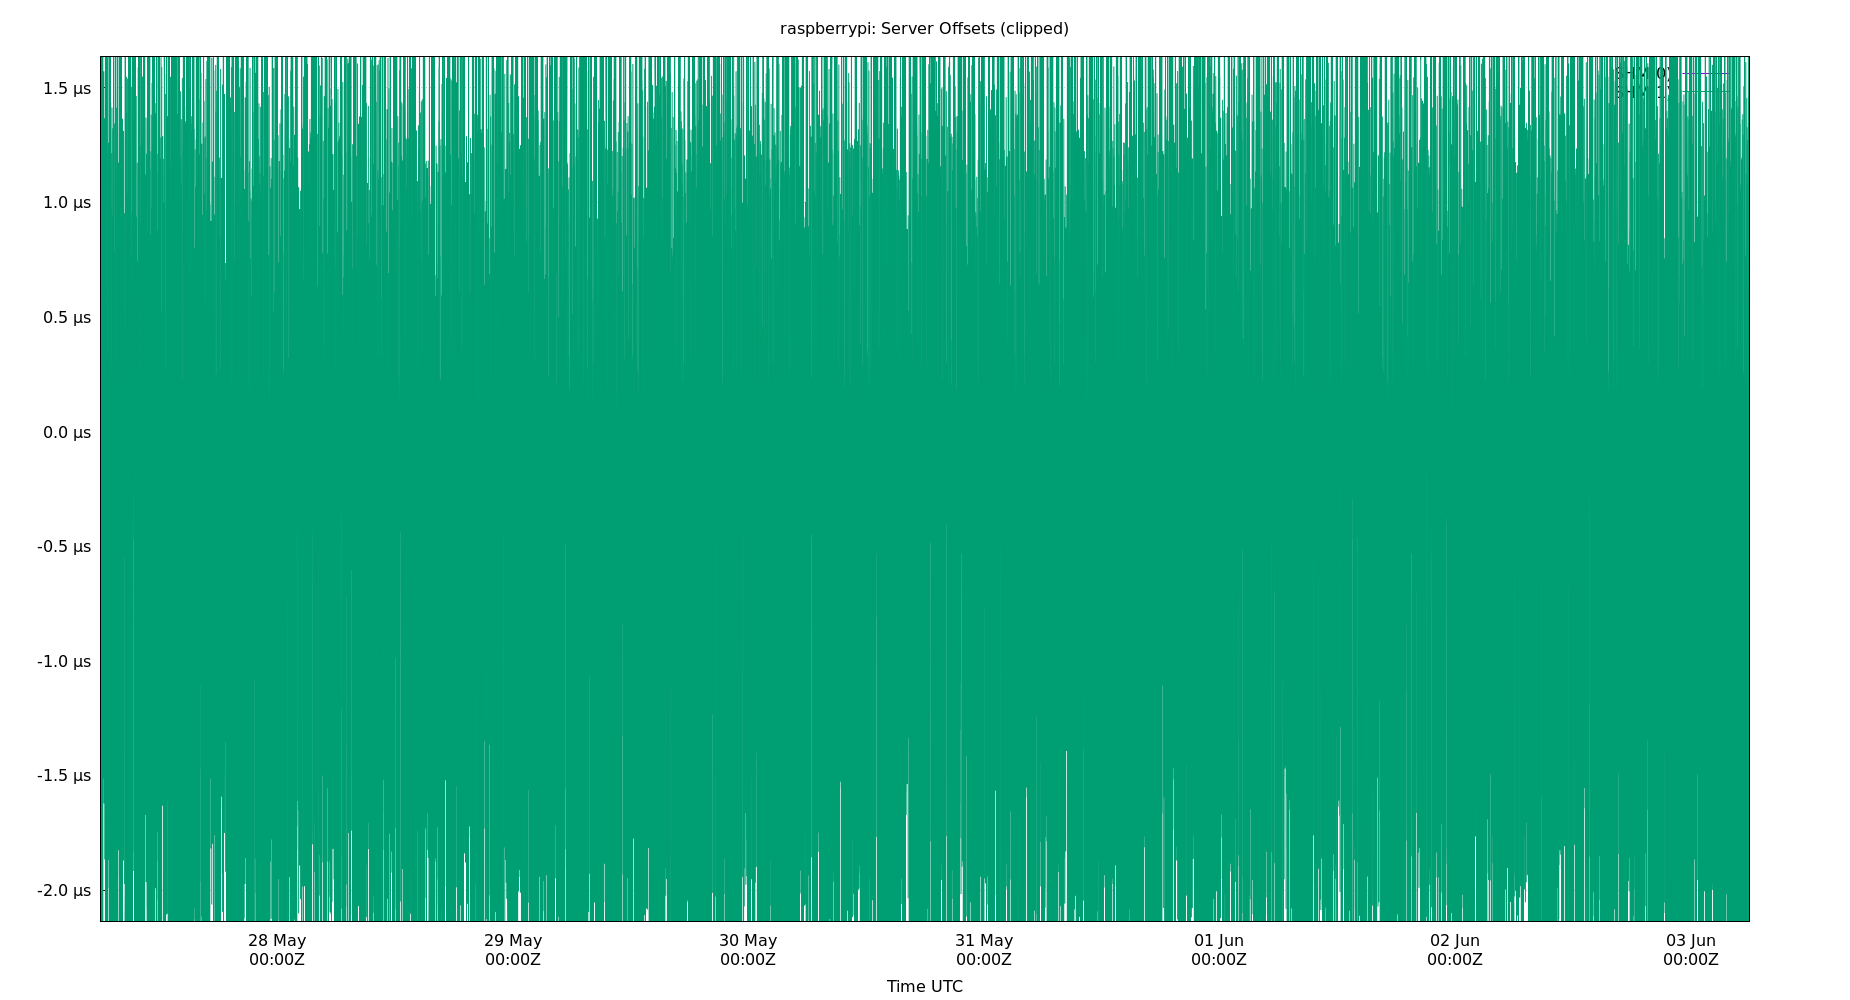 raspberrypi: Server Offsets (clipped)
1.5 µs
1.0 µs
0.5 µs
0.0 µs
-0.5 µs
-1.0 µs
-1.5 µs
-2.0 µs
28 May 29 May 30 May 31 May 01 Jun 02 Jun 03 Jun
00:00Z 00:00Z 00:00Z 00:00Z 00:00Z 00:00Z 00:00Z
Time UTC